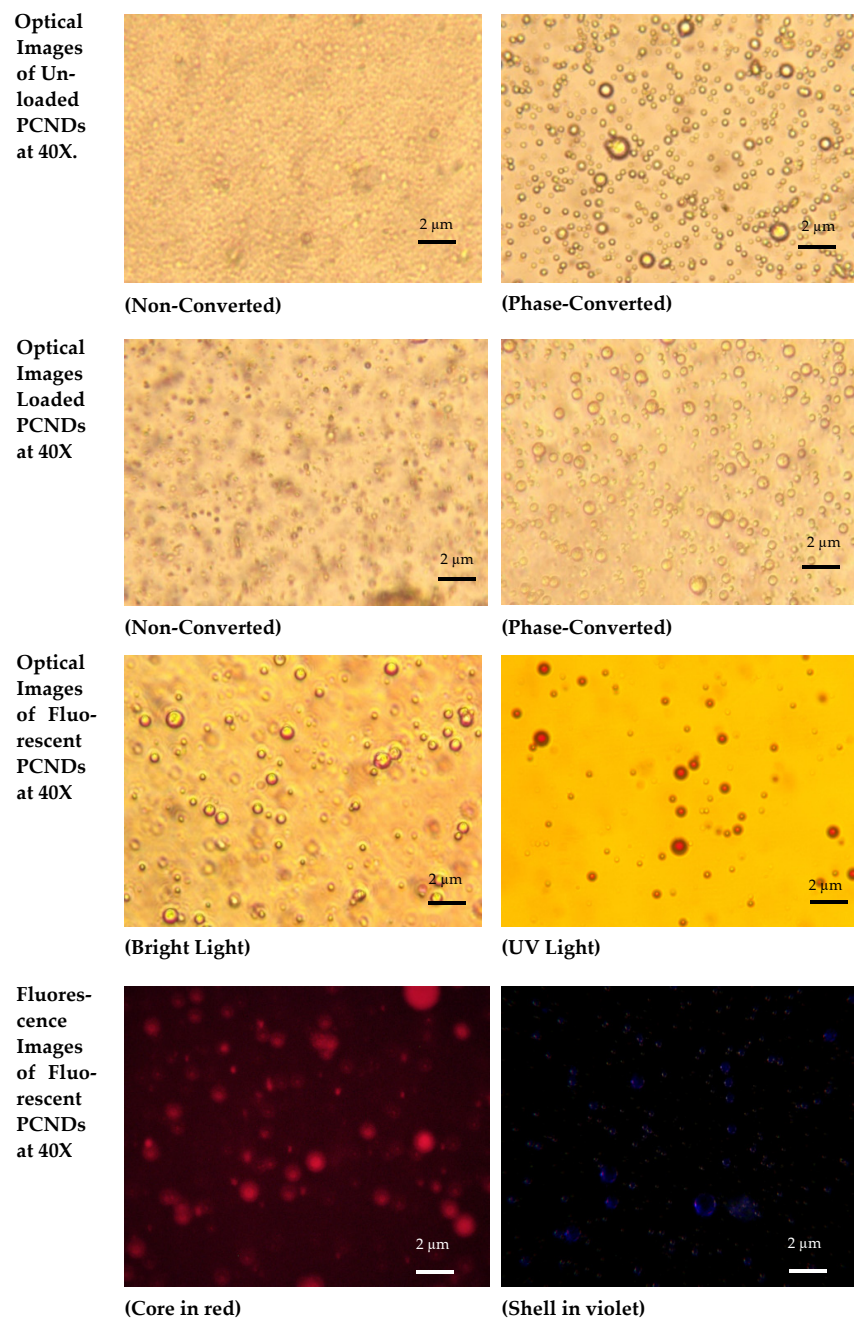 Optical
Images
of Un-
loaded
PCNDs
at 40X.
2 μm
2 μm
(Non-Converted)
(Phase-Converted)
Optical
Images
Loaded
PCNDs
at 40X
2 μm
2 μm
(Non-Converted)
(Phase-Converted)
Optical
Images
of Fluo-
rescent
PCNDs
at 40X
2 μm
2 μm
(Bright Light)
(UV Light)
Fluores-
cence
Images
of Fluo-
rescent
PCNDs
at 40X
2 μm
2 μm
(Core in red)
(Shell in violet)